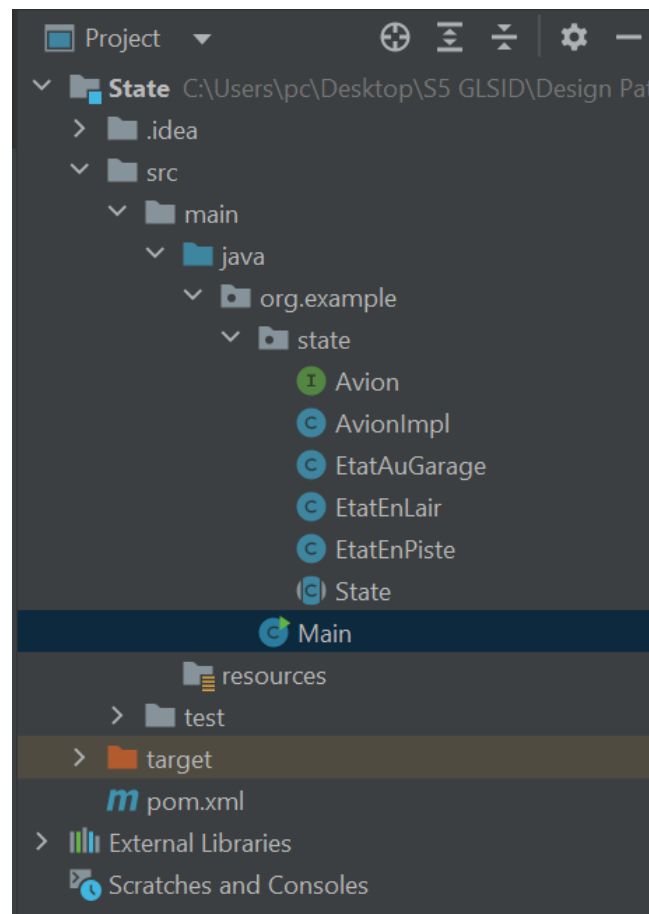 Project
State C:\Users\pc\Desktop\S5 GLSID\Design Pat
.idea
src
main
java
org.example
state
I Avion
C AvionImpl
C EtatAuGarage
C EtatEnLair
C EtatEnPiste
C State
C Main
resources
test
target
m pom.xml
External Libraries
Scratches and Consoles